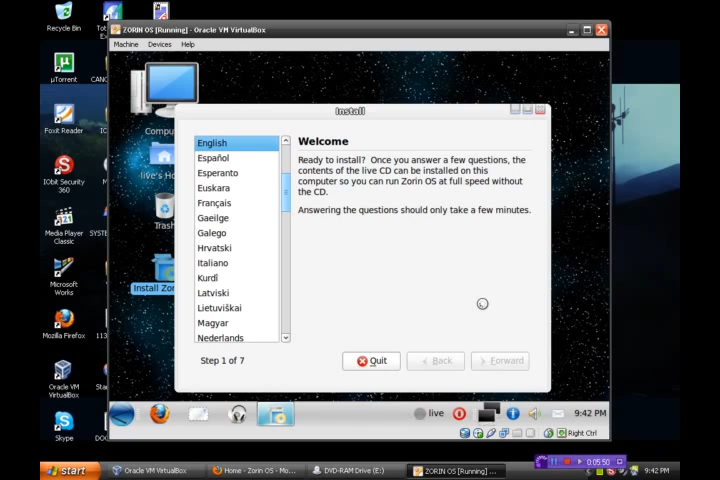 Recycle Bin
ZORIN OS [Running] - Oracle VM VirtualBox
Machine Devices Help
µTorrent
Install
English
Español
Esperanto
Euskara
Français
Gaeilge
Galego
Hrvatski
Italiano
Kurdî
Latviski
Lietuviškai
Magyar
Nederlands
Welcome
Ready to install? Once you answer a few questions, the
contents of the live CD can be installed on this
computer so you can run Zorin OS at full speed without
the CD.
Answering the questions should only take a few minutes.
Step 1 of 7
Quit
Back
Forward
Foxit Reader
IObit Security
360
Media Player
Classic
Microsoft
Works
Mozilla Firefox
Oracle VM
VirtualBox
Skype
Compu
live's Ho
Trash
Install Zor
live
9:42 PM
Right Ctrl
start
Oracle VM VirtualBox
Home - Zorin OS - Mo...
DVD-RAM Drive (E:)
ZORIN OS [Running] ...
0:05:50
9:42 PM